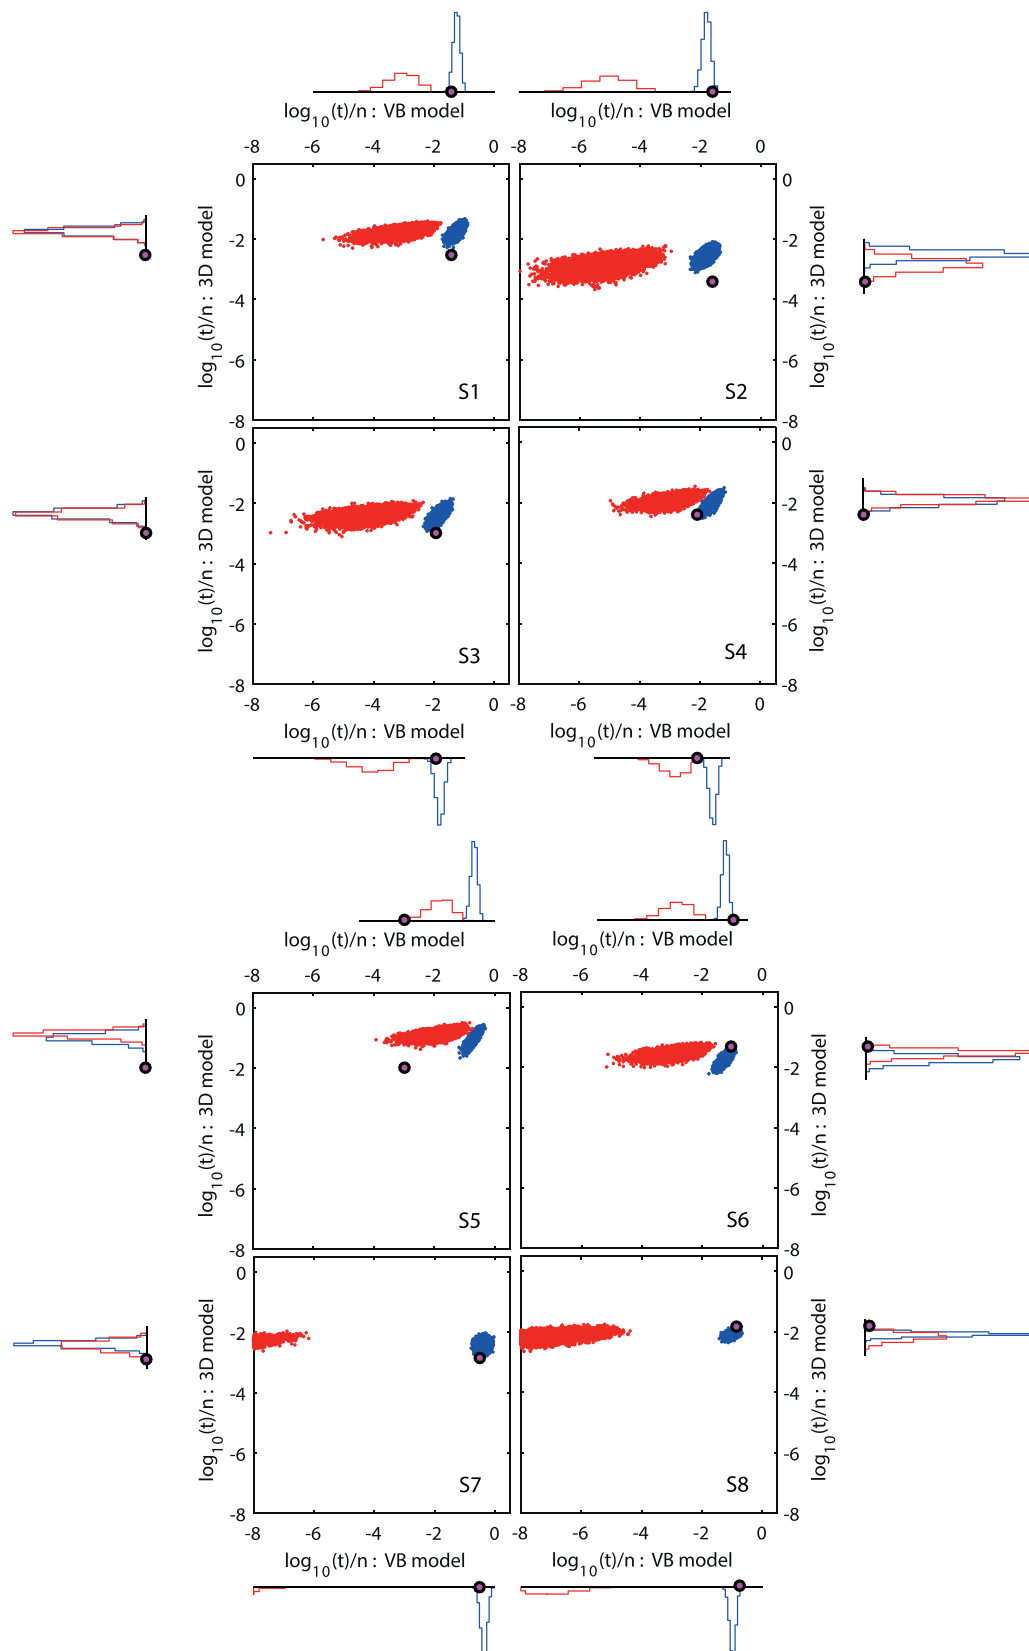 log10(t)/n : VB model log10(t)/n : VB model
-8 -6 -4 -2 0 -8 -6 -4 -2 0
0 0
-2 -2
-4 -4
-6 -6
-8 -8
log10(t)/n : 3D model
S1
S2
log10(t)/n : 3D model
0 0
-2 -2
-4 -4
-6 -6
-8 -8
log10(t)/n : 3D model
S3
S4
log10(t)/n : 3D model
-8 -6 -4 -2 0 -8 -6 -4 -2 0
log10(t)/n : VB model log10(t)/n : VB model
log10(t)/n : VB model log10(t)/n : VB model
-8 -6 -4 -2 0 -8 -6 -4 -2 0
0 0
-2 -2
-4 -4
-6 -6
-8 -8
log10(t)/n : 3D model
S5
S6
log10(t)/n : 3D model
0 0
-2 -2
-4 -4
-6 -6
-8 -8
log10(t)/n : 3D model
S7
S8
log10(t)/n : 3D model
-8 -6 -4 -2 0 -8 -6 -4 -2 0
log10(t)/n : VB model log10(t)/n : VB model